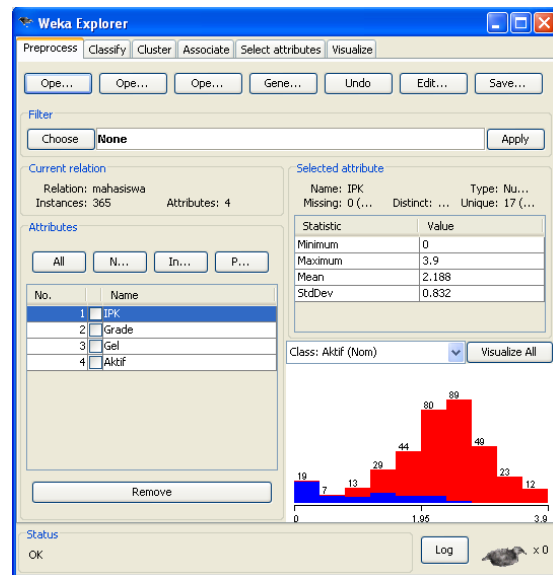 Weka Explorer
Preprocess Classify Cluster Associate Select attributes Visualize
Ope... Ope... Ope... Gene... Undo Edit... Save...
Filter
Choose None Apply
Current relation
Relation: mahasiswa
Instances: 365 Attributes: 4
Selected attribute
Name: IPK Type: Nu...
Missing: 0 (... Distinct: ... Unique: 17 (...
Statistic Value
Minimum 0
Maximum 3.9
Mean 2.188
StdDev 0.832
Attributes
All N... In... P...
No. Name
1 IPK
2 Grade
3 Gel
4 Aktif
Remove
Class: Aktif (Nom) Visualize All
19 7 13 29 44 80 89 49 23 12
0 1.95 3.9
Status
OK
Log x 0